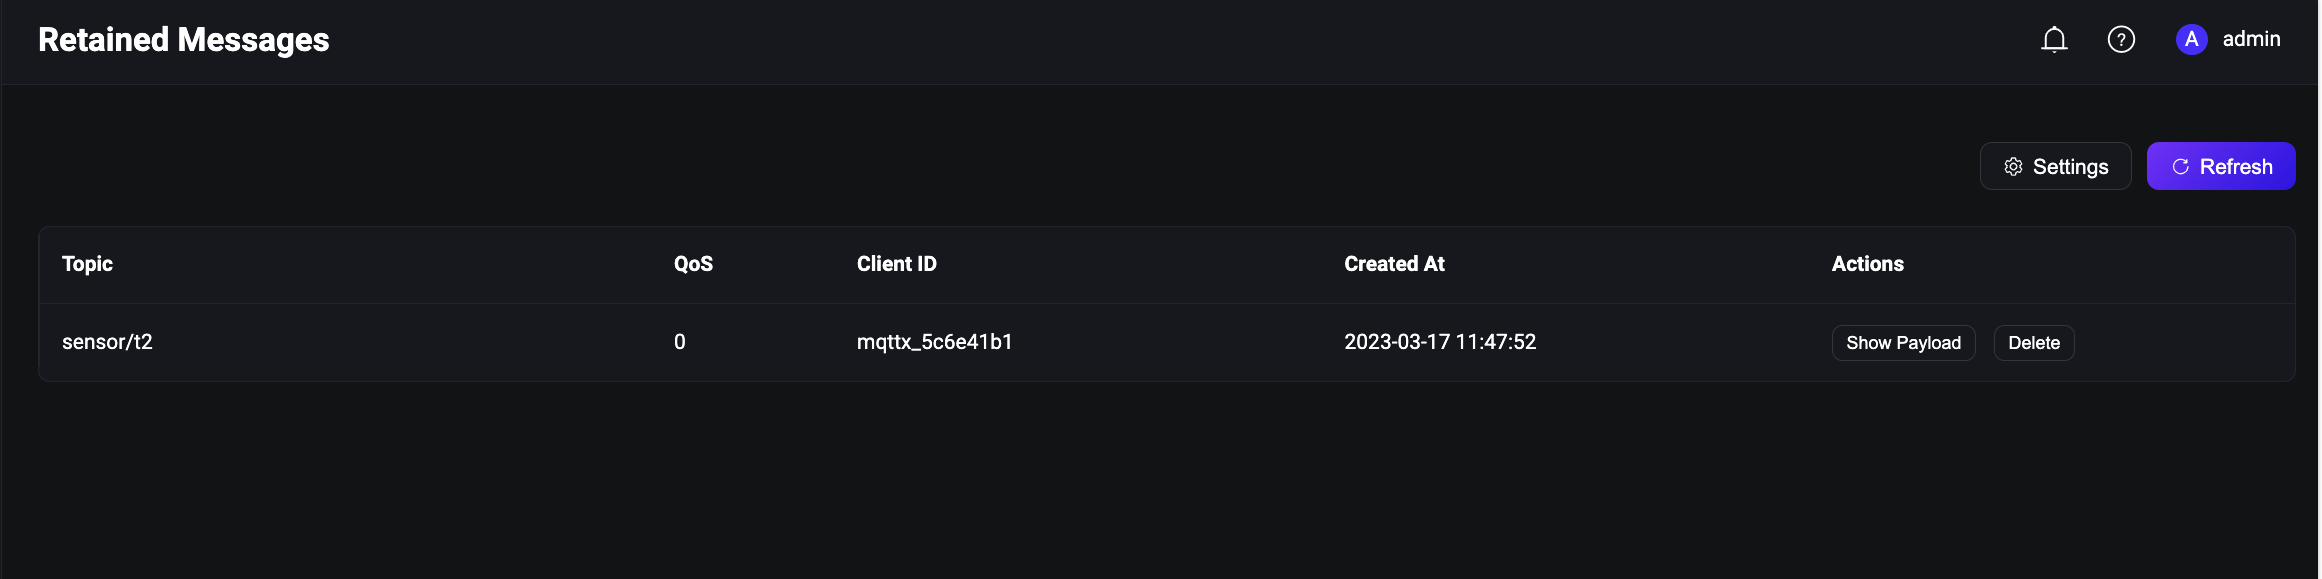 Retained Messages
? A admin
Settings Refresh
Topic QoS Client ID Created At Actions
sensor/t2 0 mqttx_5c6e41b1 2023-03-17 11:47:52 Show Payload Delete